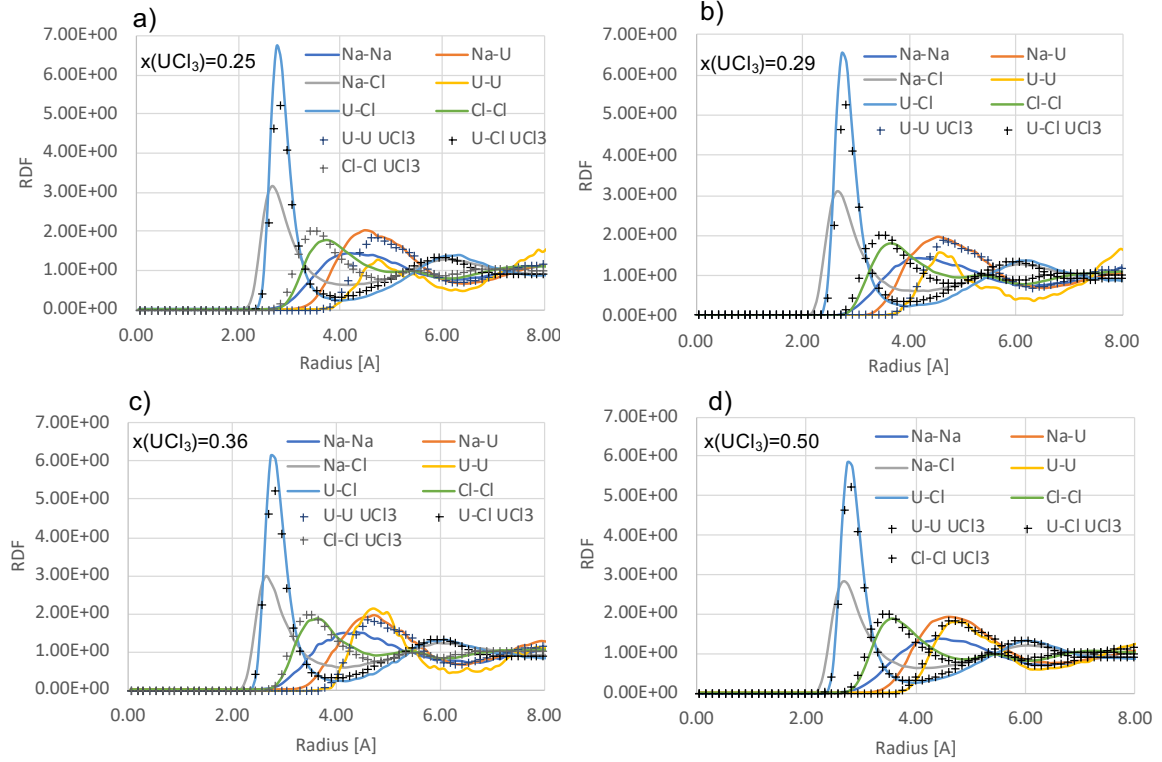 a)
7.00E+00
6.00E+00
5.00E+00
4.00E+00
3.00E+00
2.00E+00
1.00E+00
0.00E+00
RDF
x(UCl₃)=0.25
Na-Na
Na-U
Na-Cl
U-U
U-Cl
Cl-Cl
U-U UCl3
U-Cl UCl3
Cl-Cl UCl3
0.00
2.00
4.00
6.00
8.00
Radius [A]
b)
7.00E+00
6.00E+00
5.00E+00
4.00E+00
3.00E+00
2.00E+00
1.00E+00
0.00E+00
RDF
x(UCl₃)=0.29
Na-Na
Na-U
Na-Cl
U-U
U-Cl
Cl-Cl
U-U UCl3
U-Cl UCl3
0.00
2.00
4.00
6.00
8.00
Radius [A]
c)
7.00E+00
6.00E+00
5.00E+00
4.00E+00
3.00E+00
2.00E+00
1.00E+00
0.00E+00
RDF
x(UCl₃)=0.36
Na-Na
Na-U
Na-Cl
U-U
U-Cl
Cl-Cl
U-U UCl3
U-Cl UCl3
Cl-Cl UCl3
0.00
2.00
4.00
6.00
8.00
Radius [A]
d)
7.00E+00
6.00E+00
5.00E+00
4.00E+00
3.00E+00
2.00E+00
1.00E+00
0.00E+00
RDF
x(UCl₃)=0.50
Na-Na
Na-U
Na-Cl
U-U
U-Cl
Cl-Cl
U-U UCl3
U-Cl UCl3
Cl-Cl UCl3
0.00
2.00
4.00
6.00
8.00
Radius [A]